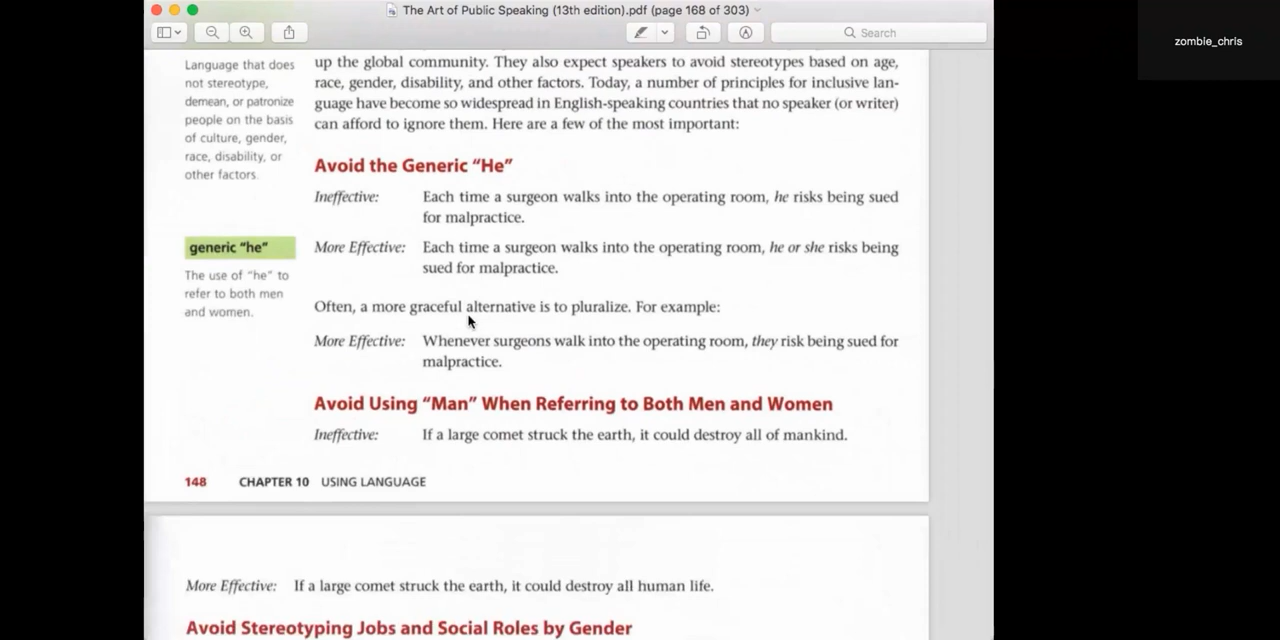 The Art of Public Speaking (13th edition).pdf (page 168 of 303)
Search
zombie_chris
Language that does
not stereotype,
demean, or patronize
people on the basis
of culture, gender,
race, disability, or
other factors.
up the global community. They also expect speakers to avoid stereotypes based on age,
race, gender, disability, and other factors. Today, a number of principles for inclusive lan-
guage have become so widespread in English-speaking countries that no speaker (or writer)
can afford to ignore them. Here are a few of the most important:
Avoid the Generic “He”
Ineffective: Each time a surgeon walks into the operating room, he risks being sued
for malpractice.
generic “he”
The use of “he” to
refer to both men
and women.
More Effective: Each time a surgeon walks into the operating room, he or she risks being
sued for malpractice.
Often, a more graceful alternative is to pluralize. For example:
More Effective: Whenever surgeons walk into the operating room, they risk being sued for
malpractice.
Avoid Using “Man” When Referring to Both Men and Women
Ineffective: If a large comet struck the earth, it could destroy all of mankind.
148 CHAPTER 10 USING LANGUAGE
More Effective: If a large comet struck the earth, it could destroy all human life.
Avoid Stereotyping Jobs and Social Roles by Gender